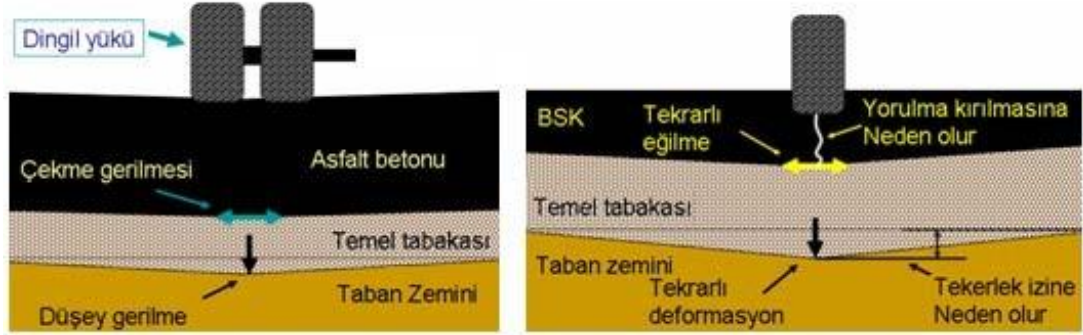 Dingil yükü
Çekme gerilmesi
Asfalt betonu
Temel tabakası
Taban Zemini
Düşey gerilme
BSK
Tekrarlı
eğilme
Yorulma kırılmasına
Neden olur
Temel tabakası
Taban zemini
Tekrarlı
deformasyon
Tekerlek izine
Neden olur